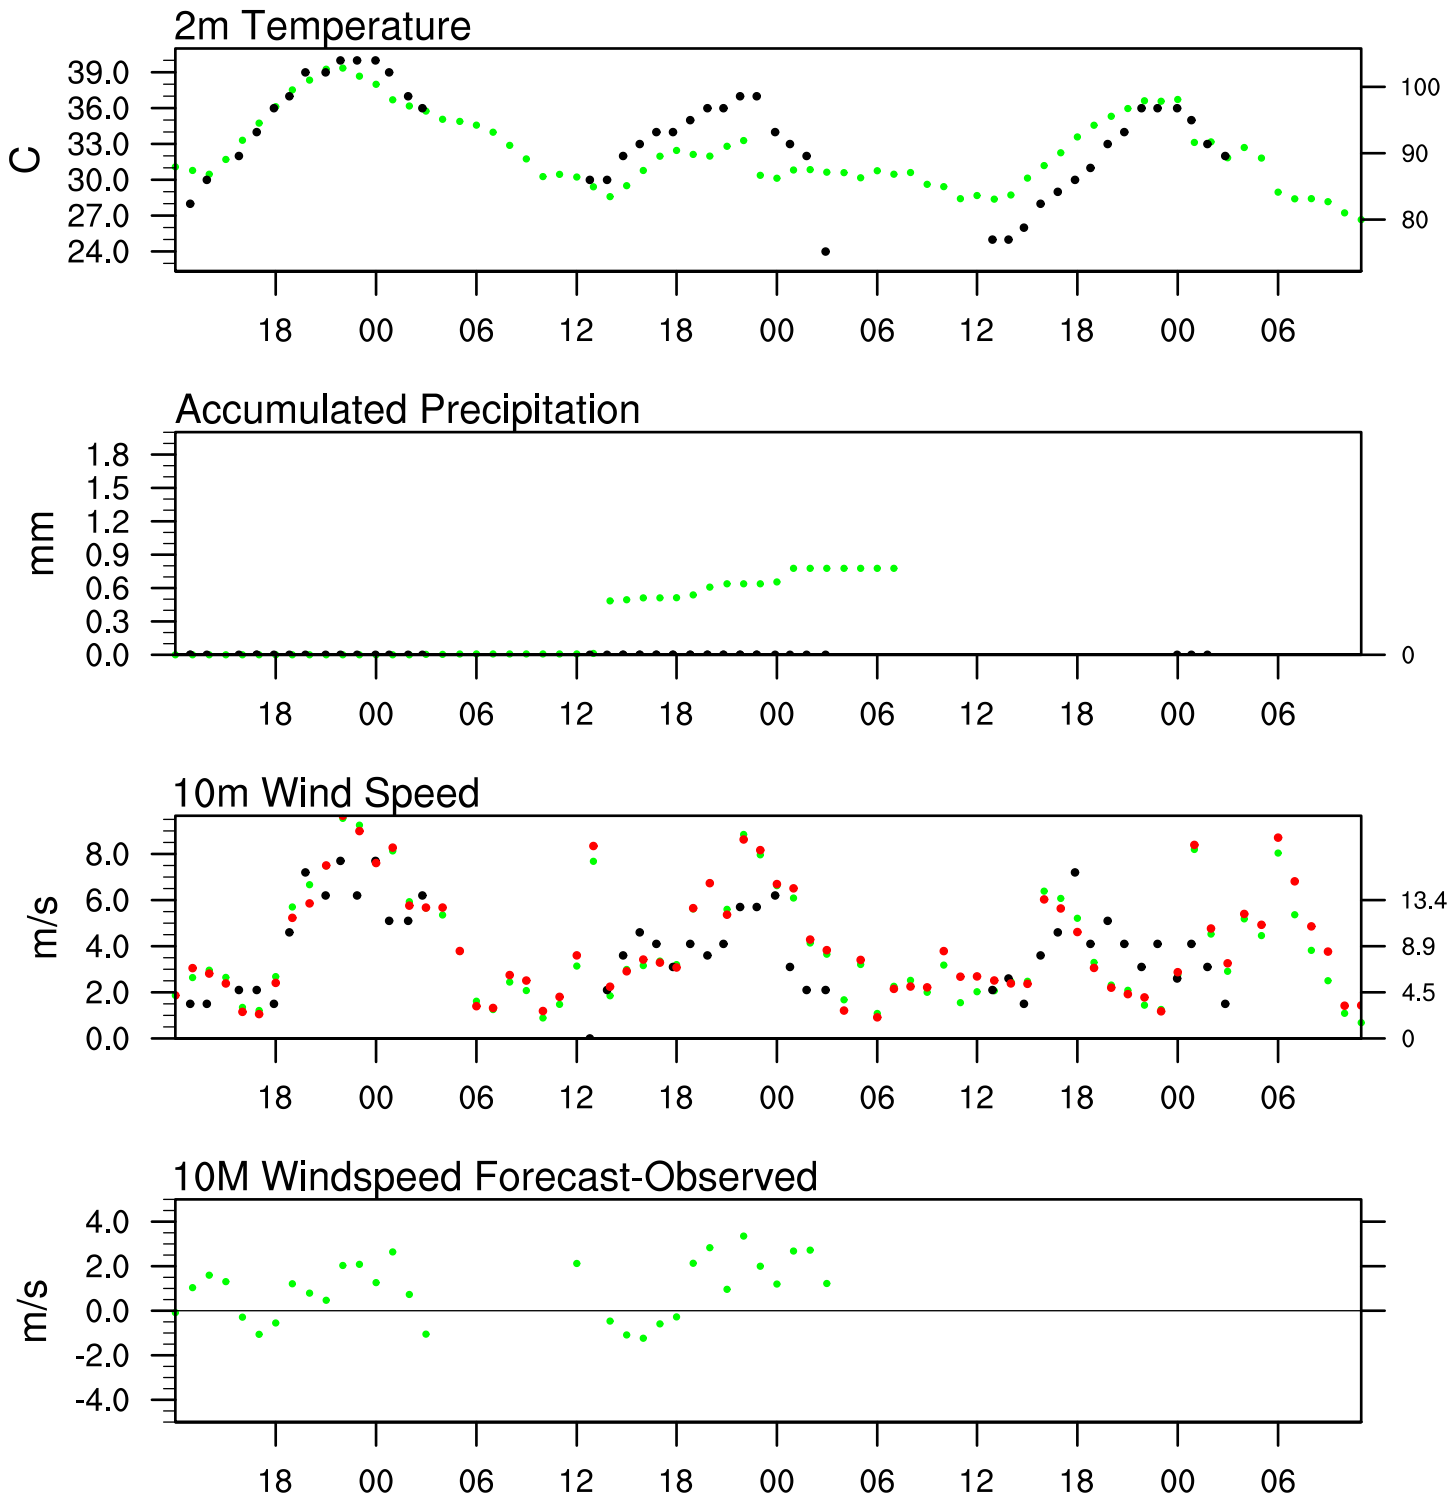 2m Temperature
C
39.0
36.0
33.0
30.0
27.0
24.0
100
90
80
18 00 06 12 18 00 06 12 18 00 06
Accumulated Precipitation
mm
1.8
1.5
1.2
0.9
0.6
0.3
0.0
0
18 00 06 12 18 00 06 12 18 00 06
10m Wind Speed
m/s
8.0
6.0
4.0
2.0
0.0
13.4
8.9
4.5
0
18 00 06 12 18 00 06 12 18 00 06
10M Windspeed Forecast-Observed
m/s
4.0
2.0
0.0
-2.0
-4.0
18 00 06 12 18 00 06 12 18 00 06